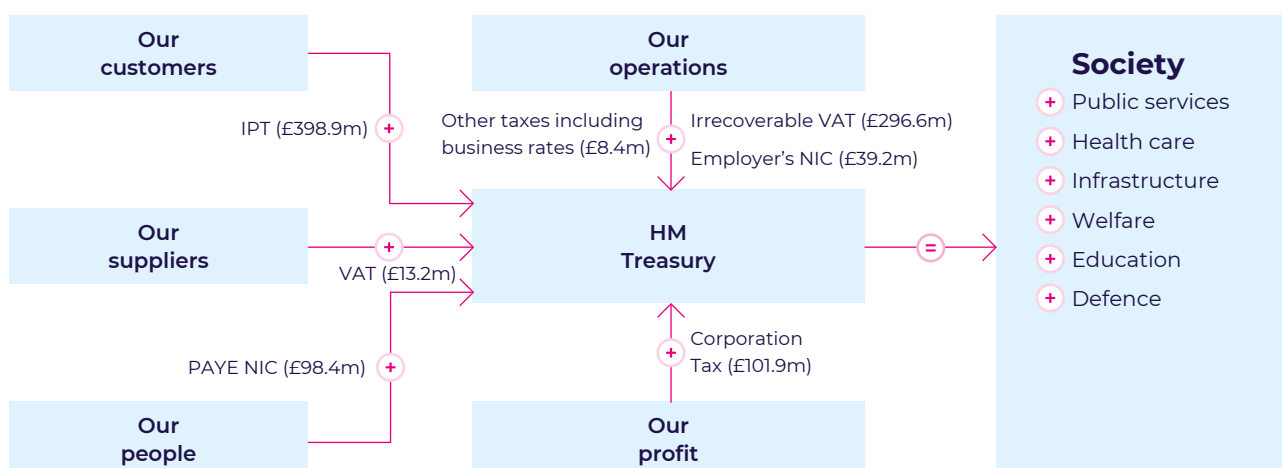 Our
customers
IPT (£398.9m)
Our
suppliers
VAT (£13.2m)
PAYE NIC (£98.4m)
Our
people
Our
operations
Other taxes including
business rates (£8.4m)
Irrecoverable VAT (£296.6m)
Employer’s NIC (£39.2m)
HM
Treasury
Corporation
Tax (£101.9m)
Our
profit
Society
Public services
Health care
Infrastructure
Welfare
Education
Defence